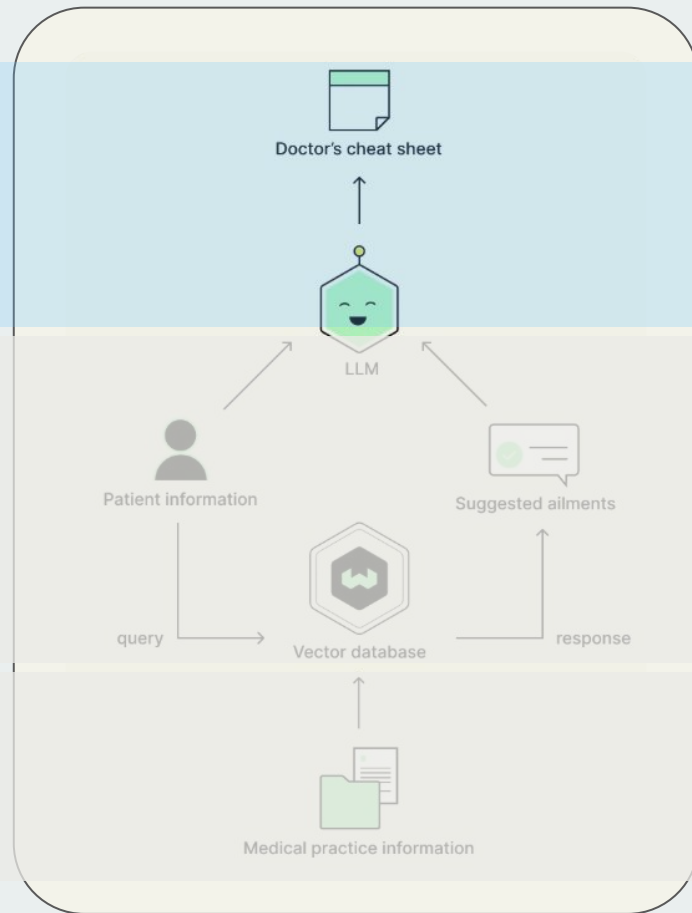 Doctor's cheat sheet
LLM
Patient information
Suggested ailments
query
Vector database
response
Medical practice information